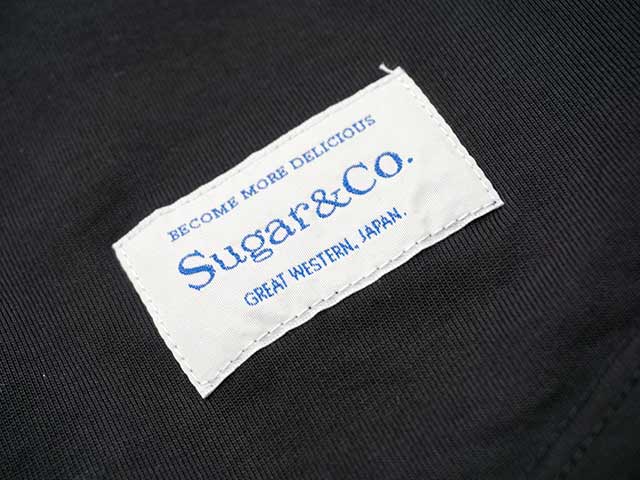 BECOME MORE DELICIOUS
Sugar&Co.
GREAT WESTERN. JAPAN.